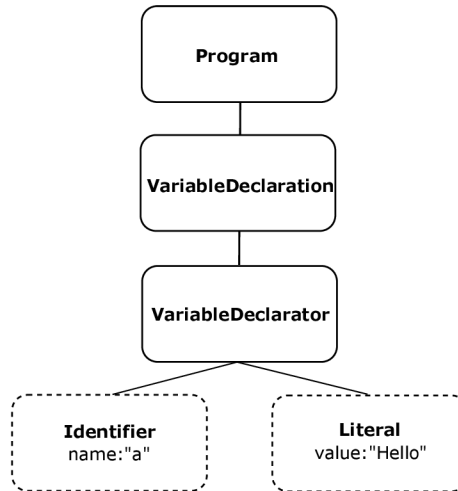 Program
VariableDeclaration
VariableDeclarator
Identifier
name:"a"
Literal
value:"Hello"